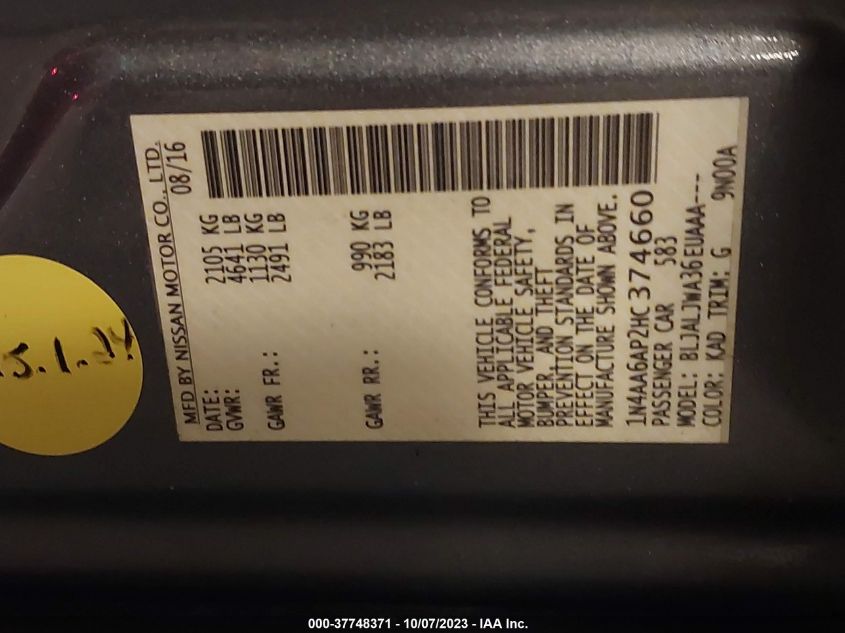 MFD BY NISSAN MOTOR CO., LTD.
DATE: 08/16
GVWR: 2105 KG
4641 LB
GAWR FR.: 1130 KG
2491 LB
GAWR RR.: 990 KG
2183 LB
THIS VEHICLE CONFORMS TO
ALL APPLICABLE FEDERAL
MOTOR VEHICLE SAFETY,
BUMPER, AND THEFT
PREVENTION STANDARDS IN
EFFECT ON THE DATE OF
MANUFACTURE SHOWN ABOVE.
1N4AA6AP2HC374660
PASSENGER CAR 583
MODEL: BLJALJWA36EUAAA---
COLOR: KAD TRIM: G 9N00A
000-37748371 - 10/07/2023 - IAA Inc.